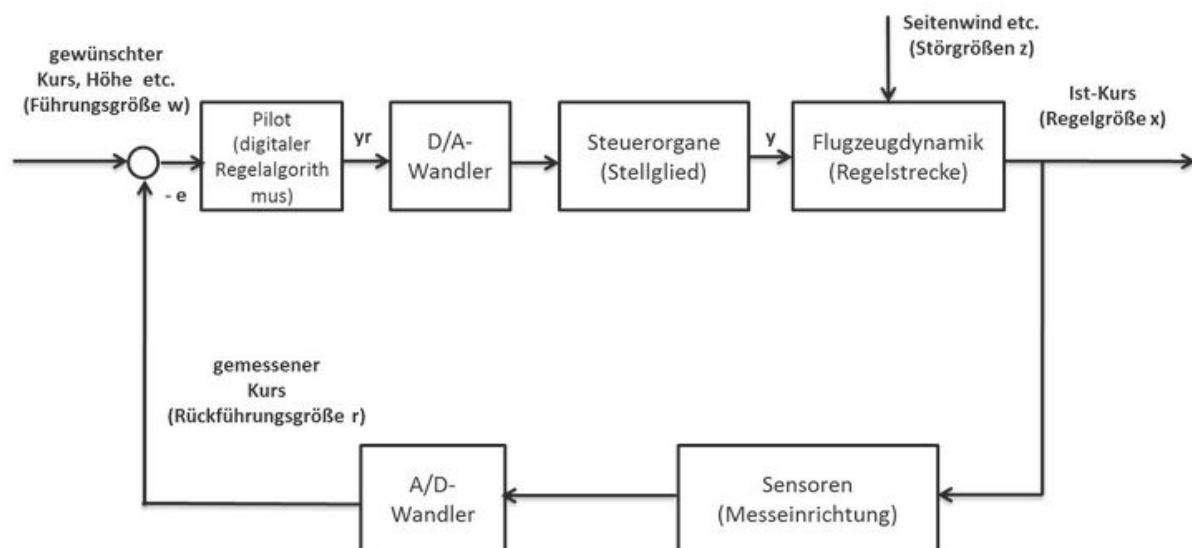 Seitenwind etc.
(Störgrößen z)
gewünschter
Kurs, Höhe etc.
(Führungsgröße w)
Ist-Kurs
(Regelgröße x)
Pilot
(digitaler
Regelalgorith
mus)
yr
D/A-
Wandler
Steuerorgane
(Stellglied)
y
Flugzeugdynamik
(Regelstrecke)
- e
gemessener
Kurs
(Rückführungsgröße r)
A/D-
Wandler
Sensoren
(Messeinrichtung)